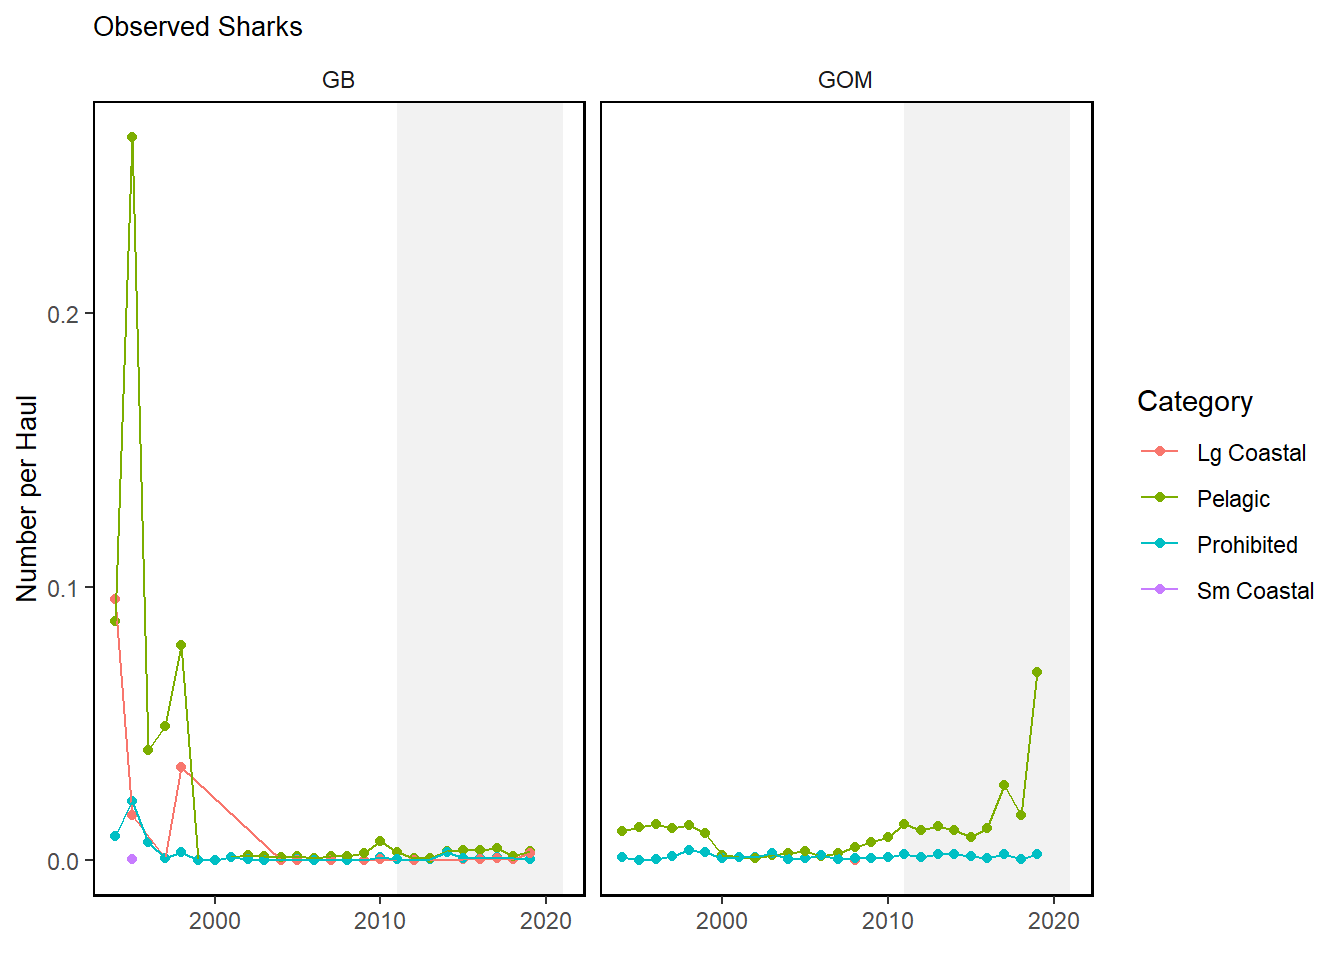 Observed Sharks
GB
GOM
Number per Haul
0.2
0.1
0.0
2000
2010
2020
2000
2010
2020
Category
Lg Coastal
Pelagic
Prohibited
Sm Coastal